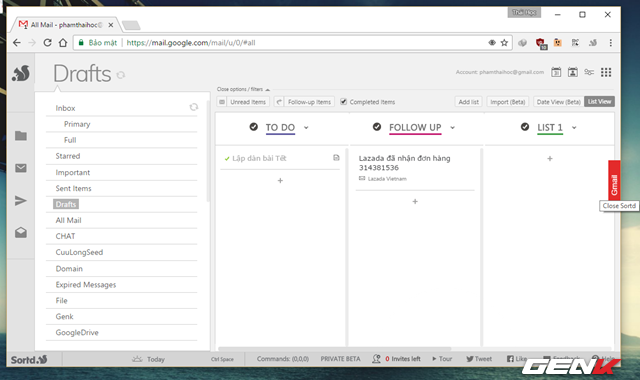 Thái Học
All Mail - phamthaihoc@
Bảo mật
https://mail.google.com/mail/u/0/#all
Drafts
Account: phamthaihoc@gmail.com
Close options / filters
Unread Items
Follow-up Items
Completed Items
Add list
Import (Beta)
Date View (Beta)
List View
Inbox
Primary
Full
Starred
Important
Sent Items
Drafts
All Mail
CHAT
CuuLongSeed
Domain
Expired Messages
File
Genk
GoogleDrive
TO DO
Lập dàn bài Tết
+
FOLLOW UP
Lazada đã nhận đơn hàng
314381536
Lazada Vietnam
+
LIST 1
+
Gmail
Close Sortd
Sortd
Today
Ctrl Space
Commands: (0,0,0)
PRIVATE BETA
0 Invites left
Tour
Tweet
Like
Help
GENK